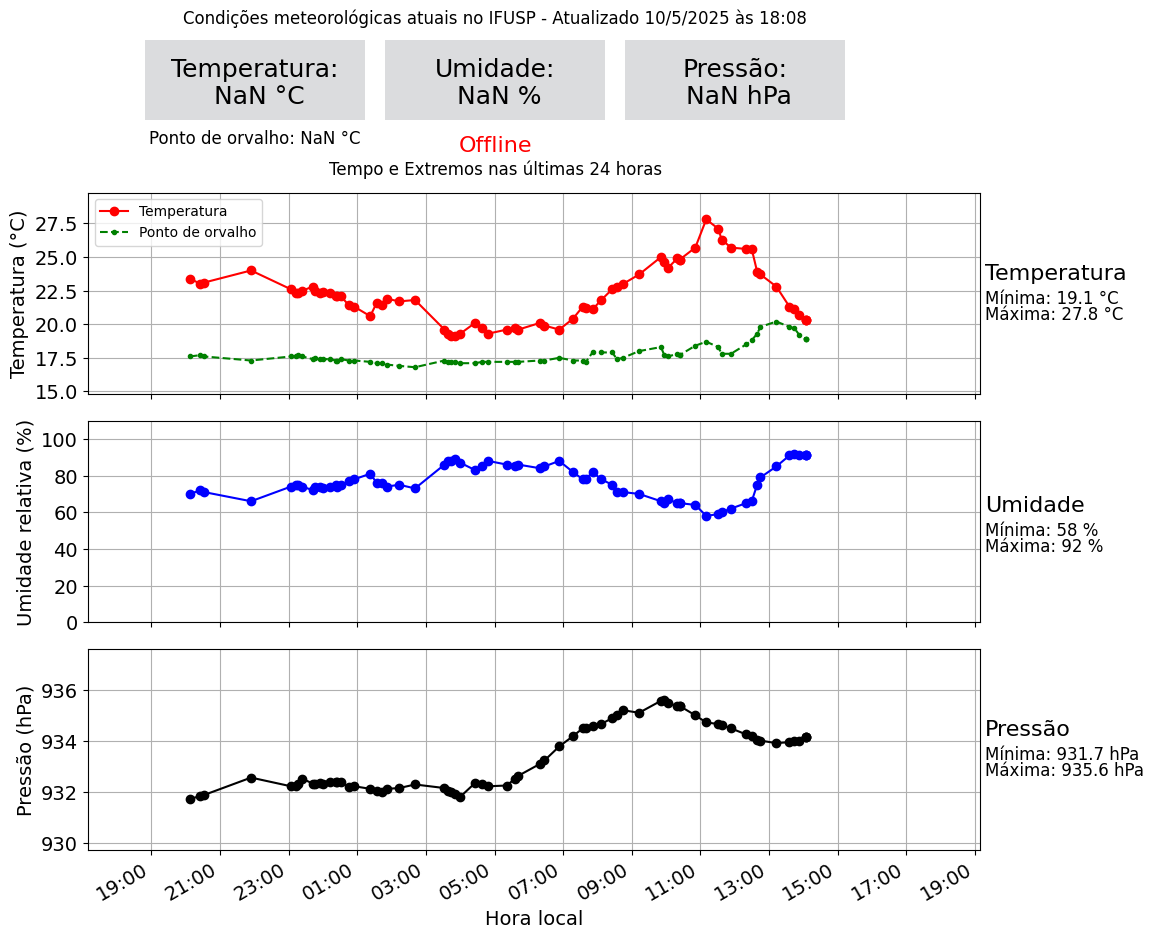 Condições meteorológicas atuais no IFUSP - Atualizado 10/5/2025 às 18:08
Temperatura:
NaN °C
Umidade:
NaN %
Pressão:
NaN hPa
Ponto de orvalho: NaN °C
Offline
Tempo e Extremos nas últimas 24 horas
Temperatura (°C)
27.5
25.0
22.5
20.0
17.5
15.0
Temperatura
Ponto de orvalho
Temperatura
Mínima: 19.1 °C
Máxima: 27.8 °C
Umidade relativa (%)
100
80
60
40
20
0
Umidade
Mínima: 58 %
Máxima: 92 %
Pressão (hPa)
936
934
932
930
Pressão
Mínima: 931.7 hPa
Máxima: 935.6 hPa
19:00
21:00
23:00
01:00
03:00
05:00
07:00
09:00
11:00
13:00
15:00
17:00
19:00
Hora local